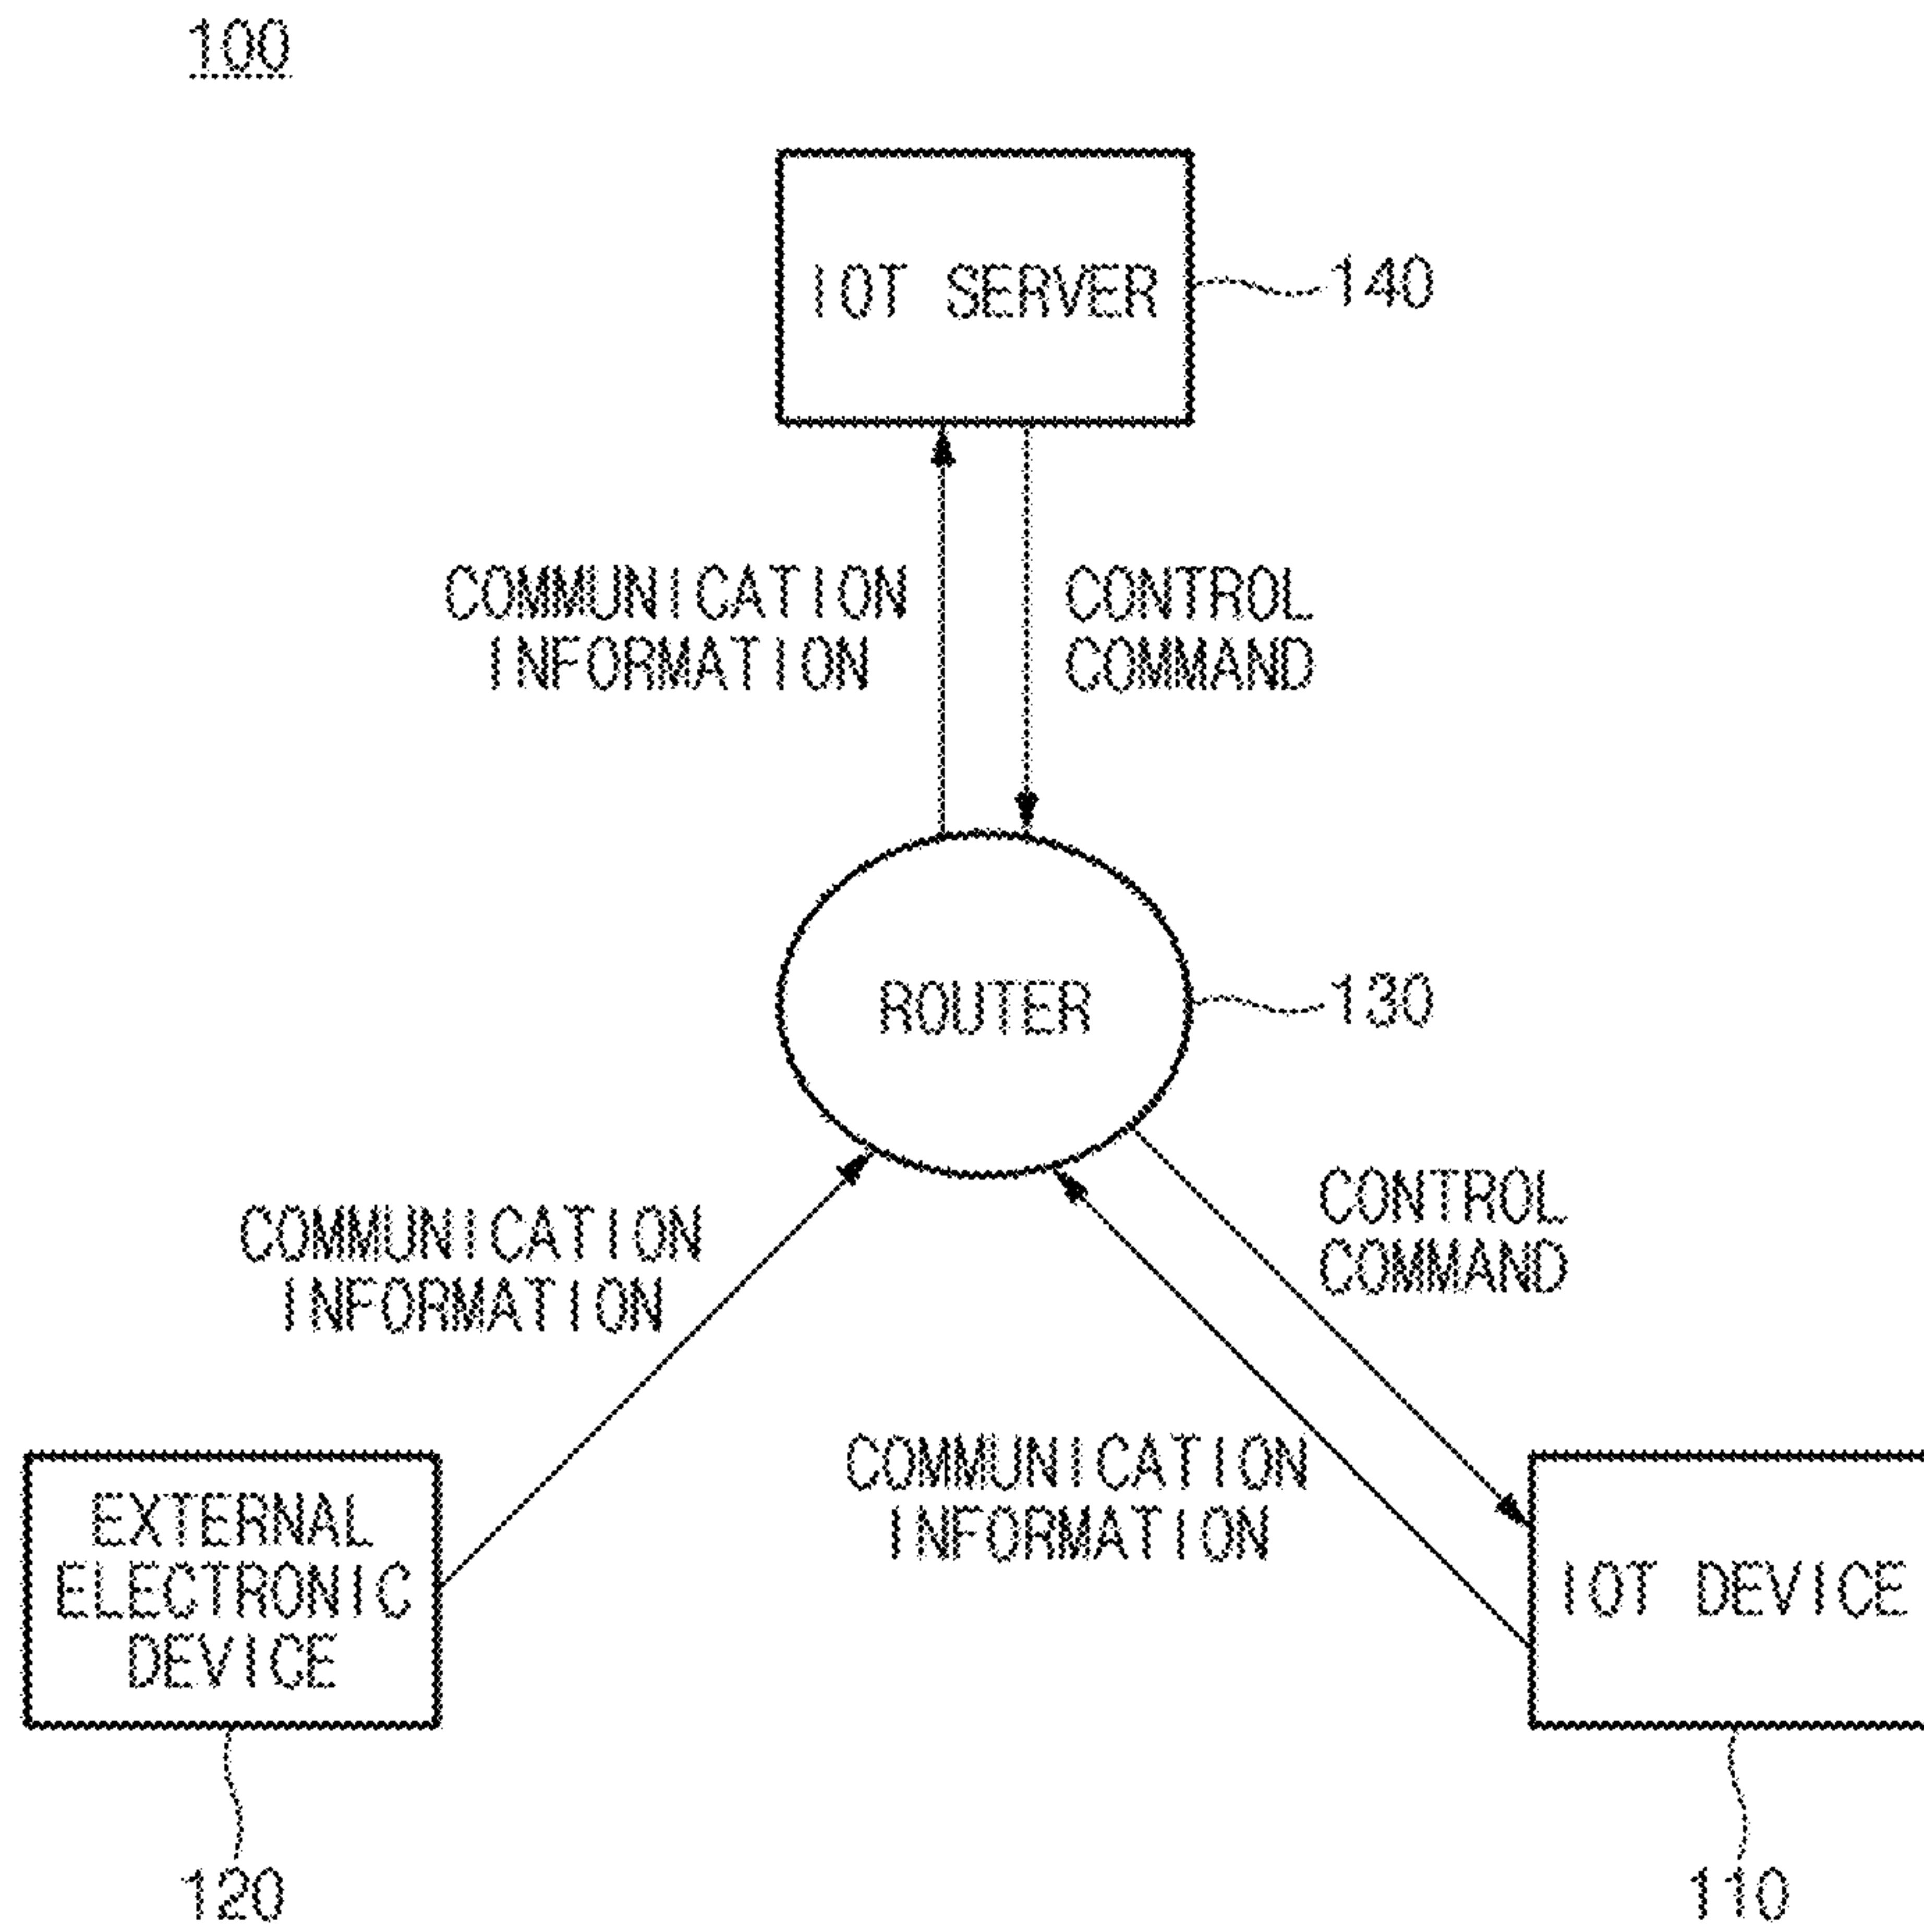 100
IOT SERVER
140
COMMUNICATION
INFORMATION
CONTROL
COMMAND
ROUTER
130
COMMUNICATION
INFORMATION
CONTROL
COMMAND
COMMUNICATION
INFORMATION
EXTERNAL
ELECTRONIC
DEVICE
IOT DEVICE
120
110